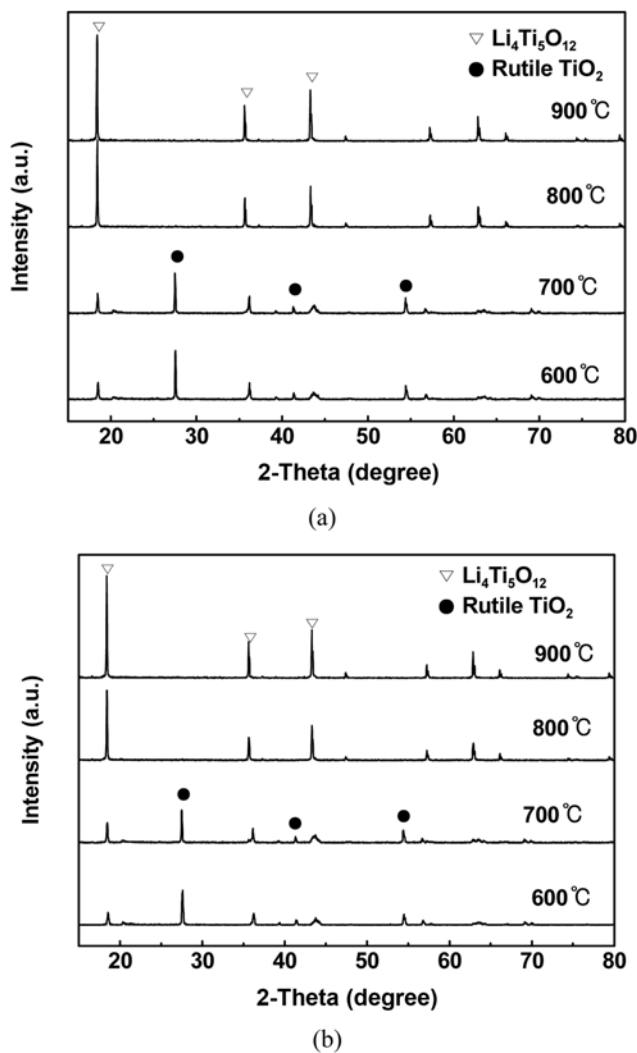 ▽ Li₄Ti₅O₁₂
● Rutile TiO₂
900℃
800℃
700℃
600℃
Intensity (a.u.)
20 30 40 50 60 70 80
2-Theta (degree)
(a)
▽ Li₄Ti₅O₁₂
● Rutile TiO₂
900℃
800℃
700℃
600℃
Intensity (a.u.)
20 30 40 50 60 70 80
2-Theta (degree)
(b)